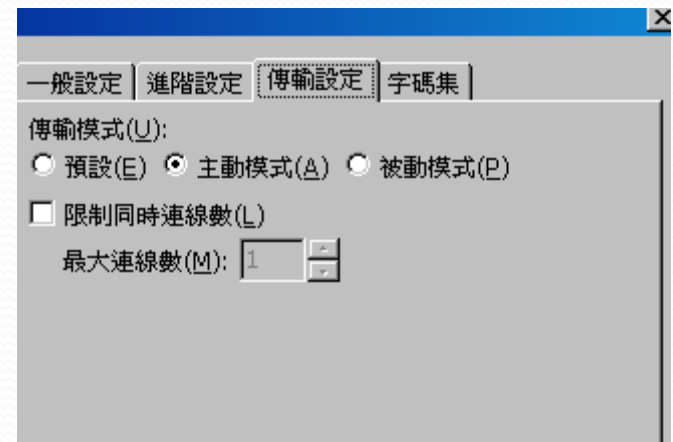 一般設定 進階設定 傳輸設定 字碼集
傳輸模式(U):
預設(E) 主動模式(A) 被動模式(P)
限制同時連線數(L)
最大連線數(M): 1